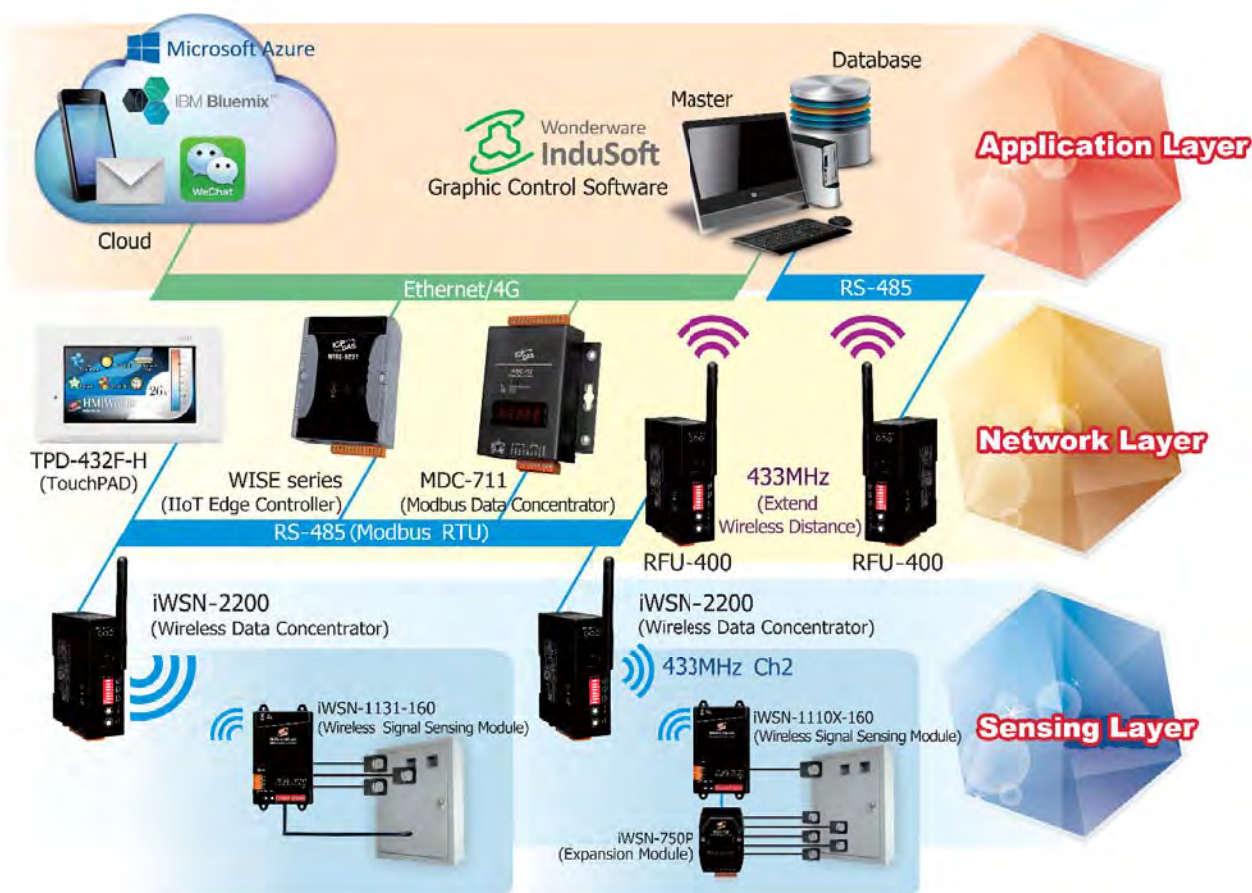 Microsoft Azure
IBM Bluemix™
WeChat
Cloud
Wonderware
InduSoft
Graphic Control Software
Master
Database
Application Layer
Ethernet/4G
RS-485
ICP DAS
HMIWorks
TPD-432F-H
(TouchPAD)
WISE series
(IIoT Edge Controller)
MDC-711
(Modbus Data Concentrator)
433MHz
(Extend
Wireless Distance)
RFU-400
RFU-400
Network Layer
RS-485 (Modbus RTU)
iWSN-2200
(Wireless Data Concentrator)
iWSN-2200
(Wireless Data Concentrator)
433MHz Ch2
iWSN-1131-160
(Wireless Signal Sensing Module)
iWSN-1110X-160
(Wireless Signal Sensing Module)
iWSN-750P
(Expansion Module)
Sensing Layer